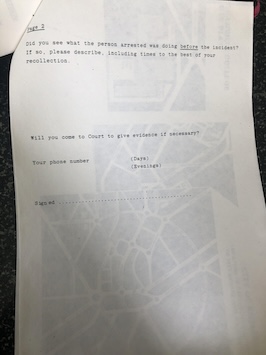 Page 2
Did you see what the person arrested was doing before the incident?
If so, please describe, including times to the best of your
recollection.
Will you come to Court to give evidence if necessary?
Your phone number (Days)
(Evenings)
Signed ........................................